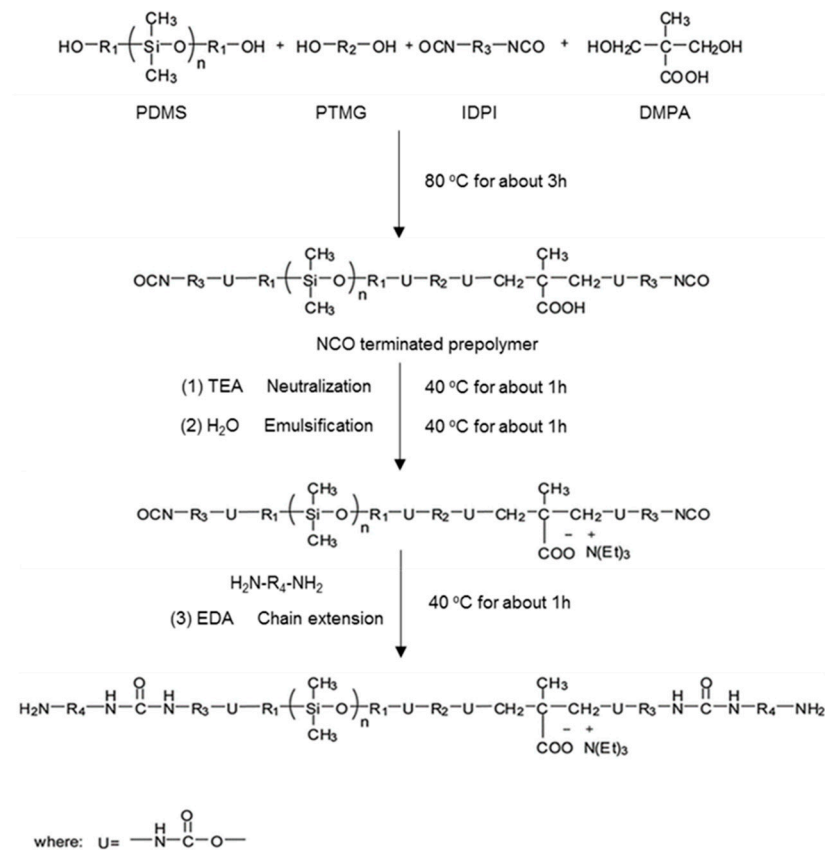 HO-R1-(-Si(CH3)(CH3)-O-)n-R1-OH + HO-R2-OH + OCN-R3-NCO + HOH2C-C(CH3)(COOH)-CH2OH
PDMS PTMG IDPI DMPA
80 °C for about 3h
OCN-R3-U-R1-(-Si(CH3)(CH3)-O-)n-R1-U-R2-U-CH2-C(CH3)(COOH)-CH2-U-R3-NCO
NCO terminated prepolymer
(1) TEA Neutralization 40 °C for about 1h
(2) H2O Emulsification 40 °C for about 1h
OCN-R3-U-R1-(-Si(CH3)(CH3)-O-)n-R1-U-R2-U-CH2-C(CH3)(COO⁻ ⁺N(Et)3)-CH2-U-R3-NCO
H2N-R4-NH2
(3) EDA Chain extension 40 °C for about 1h
H2N-R4-NH-C(=O)-NH-R3-U-R1-(-Si(CH3)(CH3)-O-)n-R1-U-R2-U-CH2-C(CH3)(COO⁻ ⁺N(Et)3)-CH2-U-R3-NH-C(=O)-NH-R4-NH2
where: U= -NH-C(=O)-O-